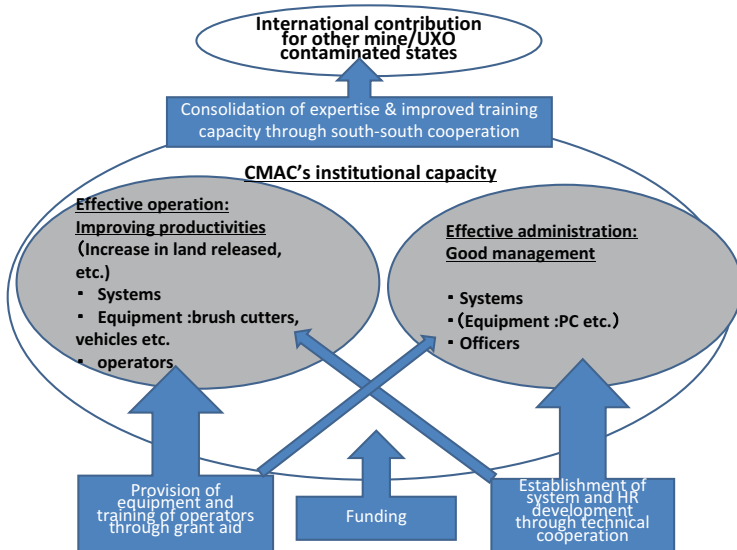 International contribution
for other mine/UXO
contaminated states
Consolidation of expertise & improved training
capacity through south-south cooperation
CMAC's institutional capacity
Effective operation:
Improving productivities
(Increase in land released,
etc.)
・ Systems
・ Equipment :brush cutters,
vehicles etc.
・ operators
Effective administration:
Good management
・Systems
・(Equipment :PC etc.)
・Officers
Provision of
equipment and
training of operators
through grant aid
Funding
Establishment of
system and HR
development
through technical
cooperation